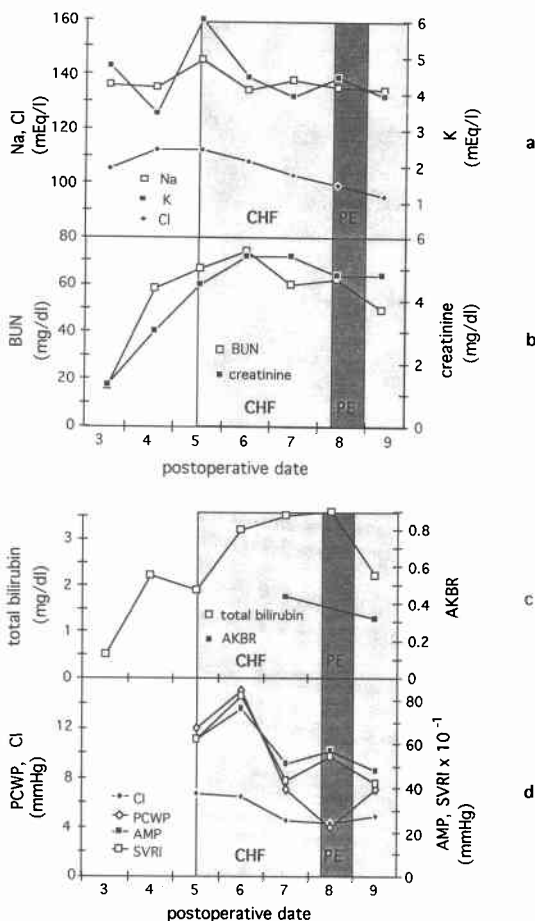 160
140
120
100
80
Na, Cl
(mEq/l)
6
5
4
3
2
1
0
K
(mEq/l)
Na
K
Cl
CHF
PE
a
80
60
40
20
0
BUN
(mg/dl)
6
4
2
0
creatinine
(mg/dl)
BUN
creatinine
CHF
PE
b
3 4 5 6 7 8 9
postoperative date
3
2
1
0
total bilirubin
(mg/dl)
0.8
0.6
0.4
0.2
0
AKBR
total bilirubin
AKBR
CHF
PE
c
12
8
4
0
PCWP, CI
(mmHg)
80
60
40
20
0
AMP, SVRI x 10-1
(mmHg)
CI
PCWP
AMP
SVRI
CHF
PE
d
3 4 5 6 7 8 9
postoperative date